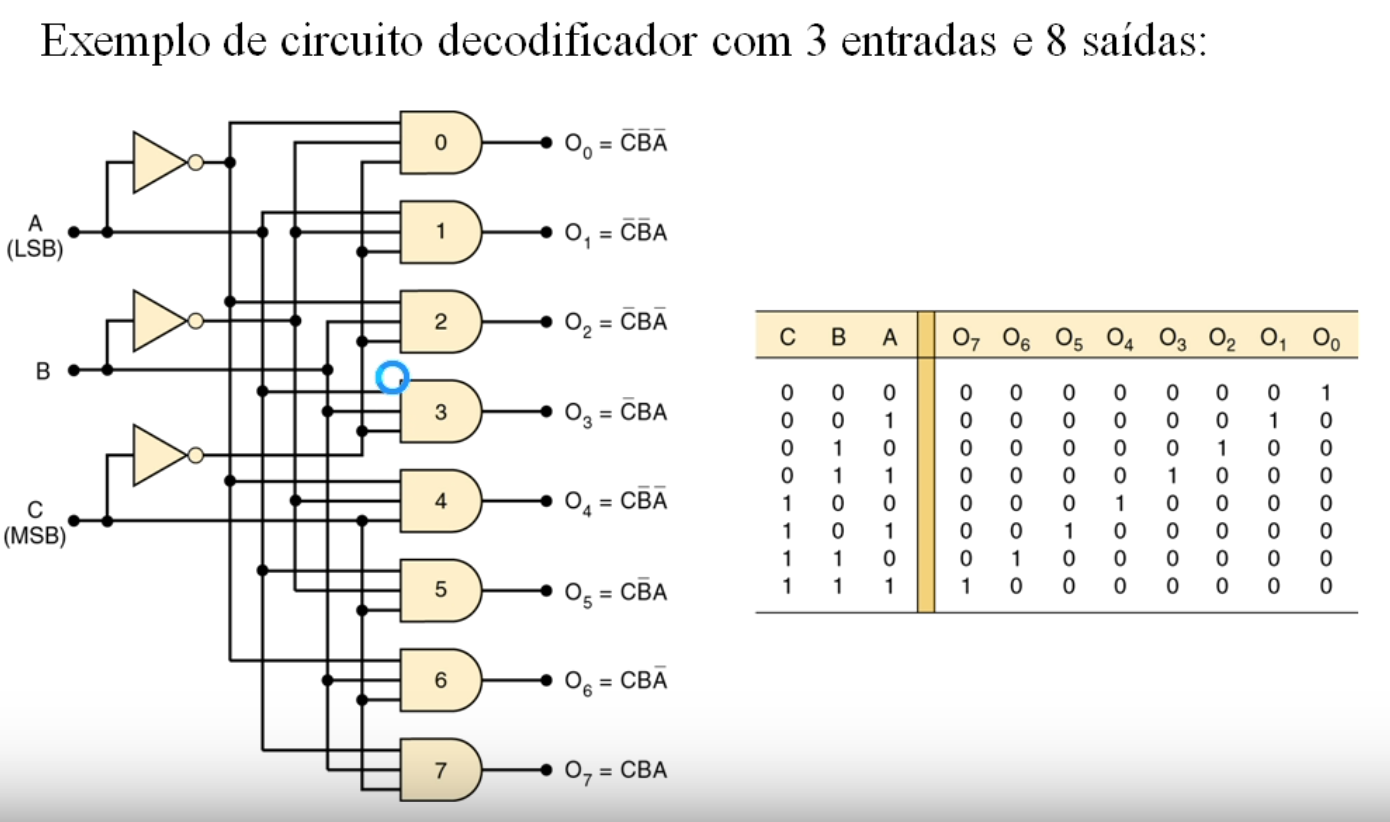 Exemplo de circuito decodificador com 3 entradas e 8 saídas:
0
O₀ = C̅B̅A̅
A
(LSB)
1
O₁ = C̅B̅A
2
O₂ = C̅BA̅
B
3
O₃ = C̅BA
C
(MSB)
4
O₄ = CB̅A̅
5
O₅ = CB̅A
6
O₆ = CBA̅
7
O₇ = CBA
C B A O₇ O₆ O₅ O₄ O₃ O₂ O₁ O₀
0 0 0 0 0 0 0 0 0 0 1
0 0 1 0 0 0 0 0 0 1 0
0 1 0 0 0 0 0 0 1 0 0
0 1 1 0 0 0 0 1 0 0 0
1 0 0 0 0 0 1 0 0 0 0
1 0 1 0 0 1 0 0 0 0 0
1 1 0 0 1 0 0 0 0 0 0
1 1 1 1 0 0 0 0 0 0 0